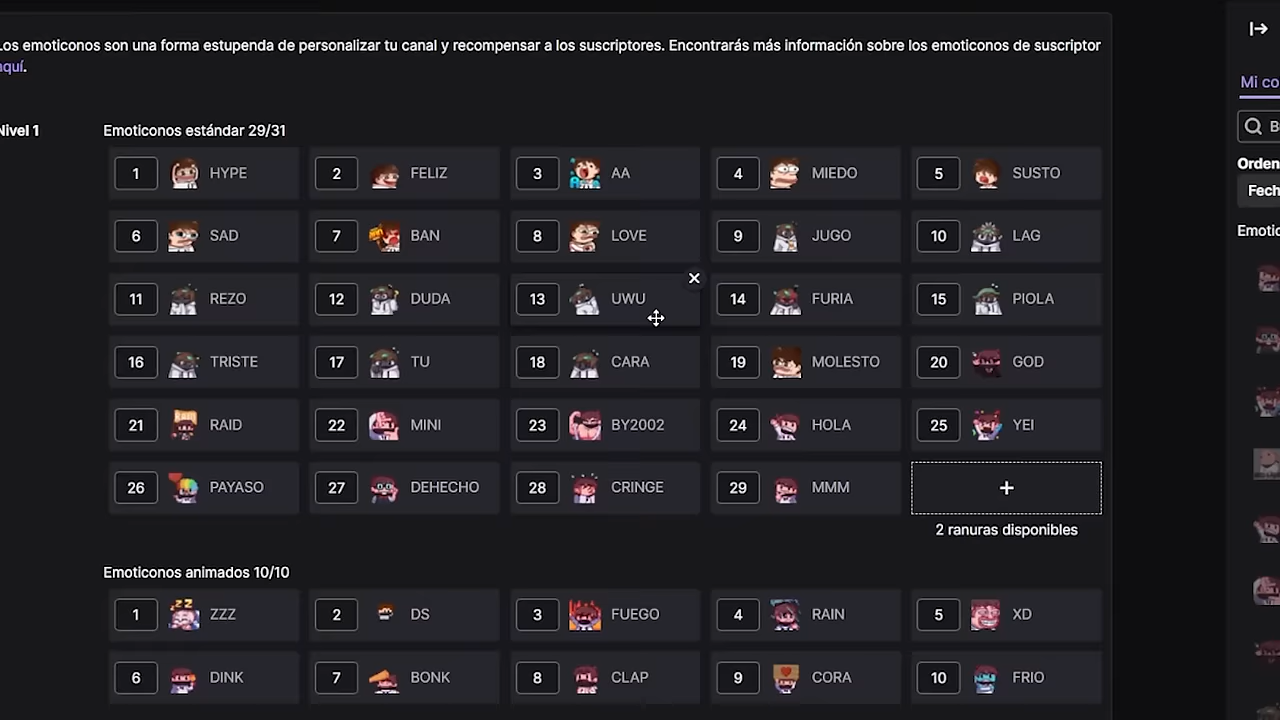 Los emoticonos son una forma estupenda de personalizar tu canal y recompensar a los suscriptores. Encontrarás más información sobre los emoticonos de suscriptor
aquí.
Nivel 1
Emoticonos estándar 29/31
1 HYPE 2 FELIZ 3 AA 4 MIEDO 5 SUSTO
6 SAD 7 BAN 8 LOVE 9 JUGO 10 LAG
11 REZO 12 DUDA 13 UWU 14 FURIA 15 PIOLA
16 TRISTE 17 TU 18 CARA 19 MOLESTO 20 GOD
21 RAID 22 MINI 23 BY2002 24 HOLA 25 YEI
26 PAYASO 27 DEHECHO 28 CRINGE 29 MMM +
2 ranuras disponibles
Emoticonos animados 10/10
1 ZZZ 2 DS 3 FUEGO 4 RAIN 5 XD
6 DINK 7 BONK 8 CLAP 9 CORA 10 FRIO
Mi co
B
Orden
Fech
Emotic